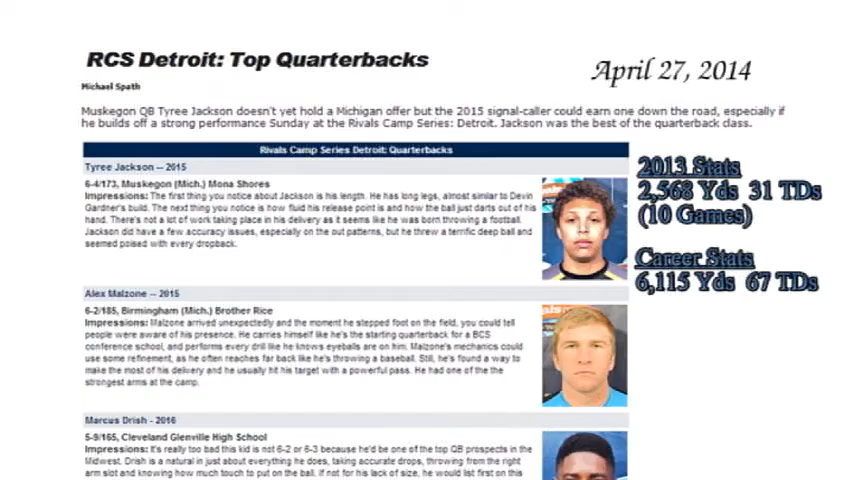 RCS Detroit: Top Quarterbacks
April 27, 2014
Michael Spath
Muskegon QB Tyree Jackson doesn't yet hold a Michigan offer but the 2015 signal-caller could earn one down the road, especially if
he builds off a strong performance Sunday at the Rivals Camp Series: Detroit. Jackson was the best of the quarterback class.
Rivals Camp Series Detroit: Quarterbacks
Tyree Jackson -- 2015
6-4/173, Muskegon (Mich.) Mona Shores
Impressions: The first thing you notice about Jackson is his length. He has long legs, almost similar to Devin
Gardner's build. The next thing you notice is how fluid his release point is and how the ball just darts out of his
hand. There's not a lot of work taking place in his delivery as it seems like he was born throwing a football.
Jackson did have a few accuracy issues, especially on the out patterns, but he threw a terrific deep ball and
seemed poised with every dropback.
2013 Stats
2,568 Yds 31 TDs
(10 Games)
Career Stats
6,115 Yds 67 TDs
Alex Malzone -- 2015
6-2/185, Birmingham (Mich.) Brother Rice
Impressions: Malzone arrived unexpectedly and the moment he stepped foot on the field, you could tell
people were aware of his presence. He carries himself like he's the starting quarterback for a BCS
conference school, and performs every drill like he knows eyeballs are on him. Malzone's mechanics could
use some refinement, as he often reaches far back like he's throwing a baseball. Still, he's found a way to
make the most of his delivery and he usually hit his target with a powerful pass. He had one of the
strongest arms at the camp.
Marcus Drish - 2016
5-9/165, Cleveland Glenville High School
Impressions: It's really too bad this kid is not 6-2 or 6-3 because he'd be one of the top QB prospects in the
Midwest. Drish is a natural in just about everything he does, taking accurate drops, throwing from the right
arm slot and knowing how much touch to put on the ball. If not for his lack of size, he would list first on this